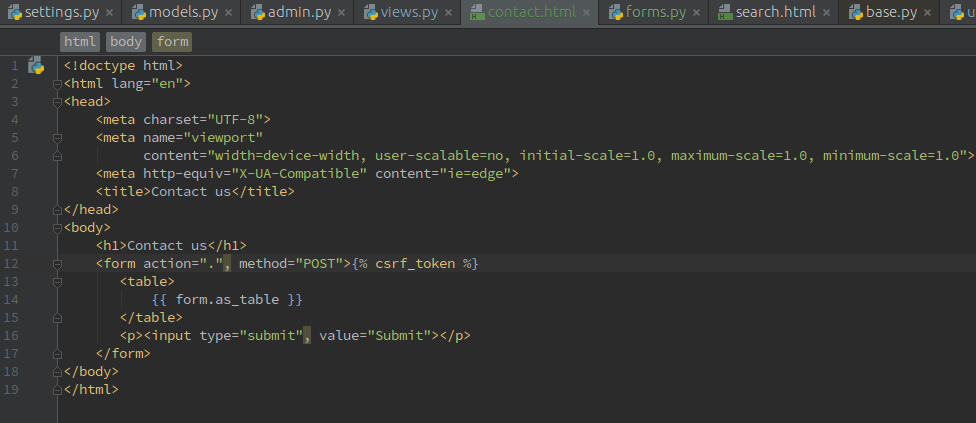 settings.py × models.py × admin.py × views.py × contact.html × forms.py × search.html × base.py × u
html body form
1 <!doctype html>
2 <html lang="en">
3 <head>
4     <meta charset="UTF-8">
5     <meta name="viewport"
6           content="width=device-width, user-scalable=no, initial-scale=1.0, maximum-scale=1.0, minimum-scale=1.0">
7     <meta http-equiv="X-UA-Compatible" content="ie=edge">
8     <title>Contact us</title>
9 </head>
10 <body>
11     <h1>Contact us</h1>
12     <form action=".", method="POST">{% csrf_token %}
13        <table>
14            {{ form.as_table }}
15        </table>
16        <p><input type="submit", value="Submit"></p>
17     </form>
18 </body>
19 </html>